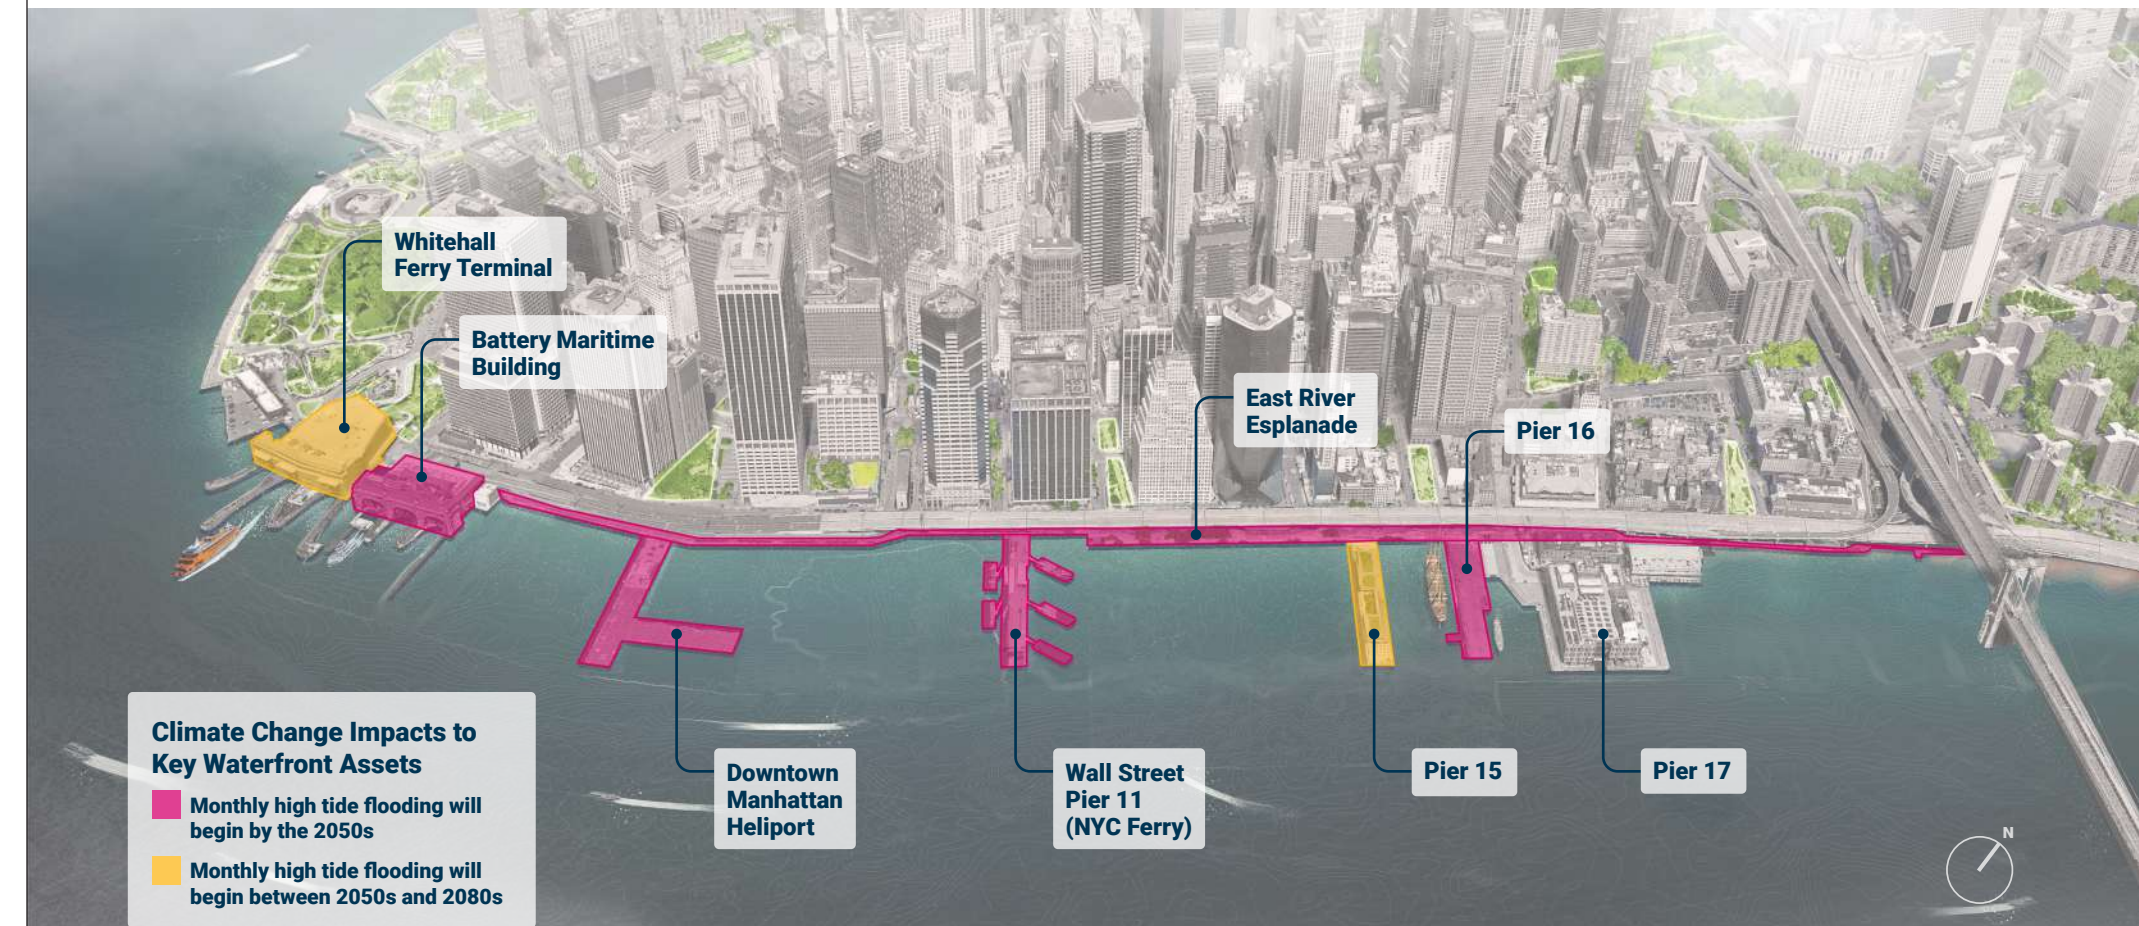 Whitehall
Ferry Terminal
Battery Maritime
Building
East River
Esplanade
Pier 16
Downtown
Manhattan
Heliport
Wall Street
Pier 11
(NYC Ferry)
Pier 15
Pier 17
Climate Change Impacts to
Key Waterfront Assets
Monthly high tide flooding will
begin by the 2050s
Monthly high tide flooding will
begin between 2050s and 2080s
N